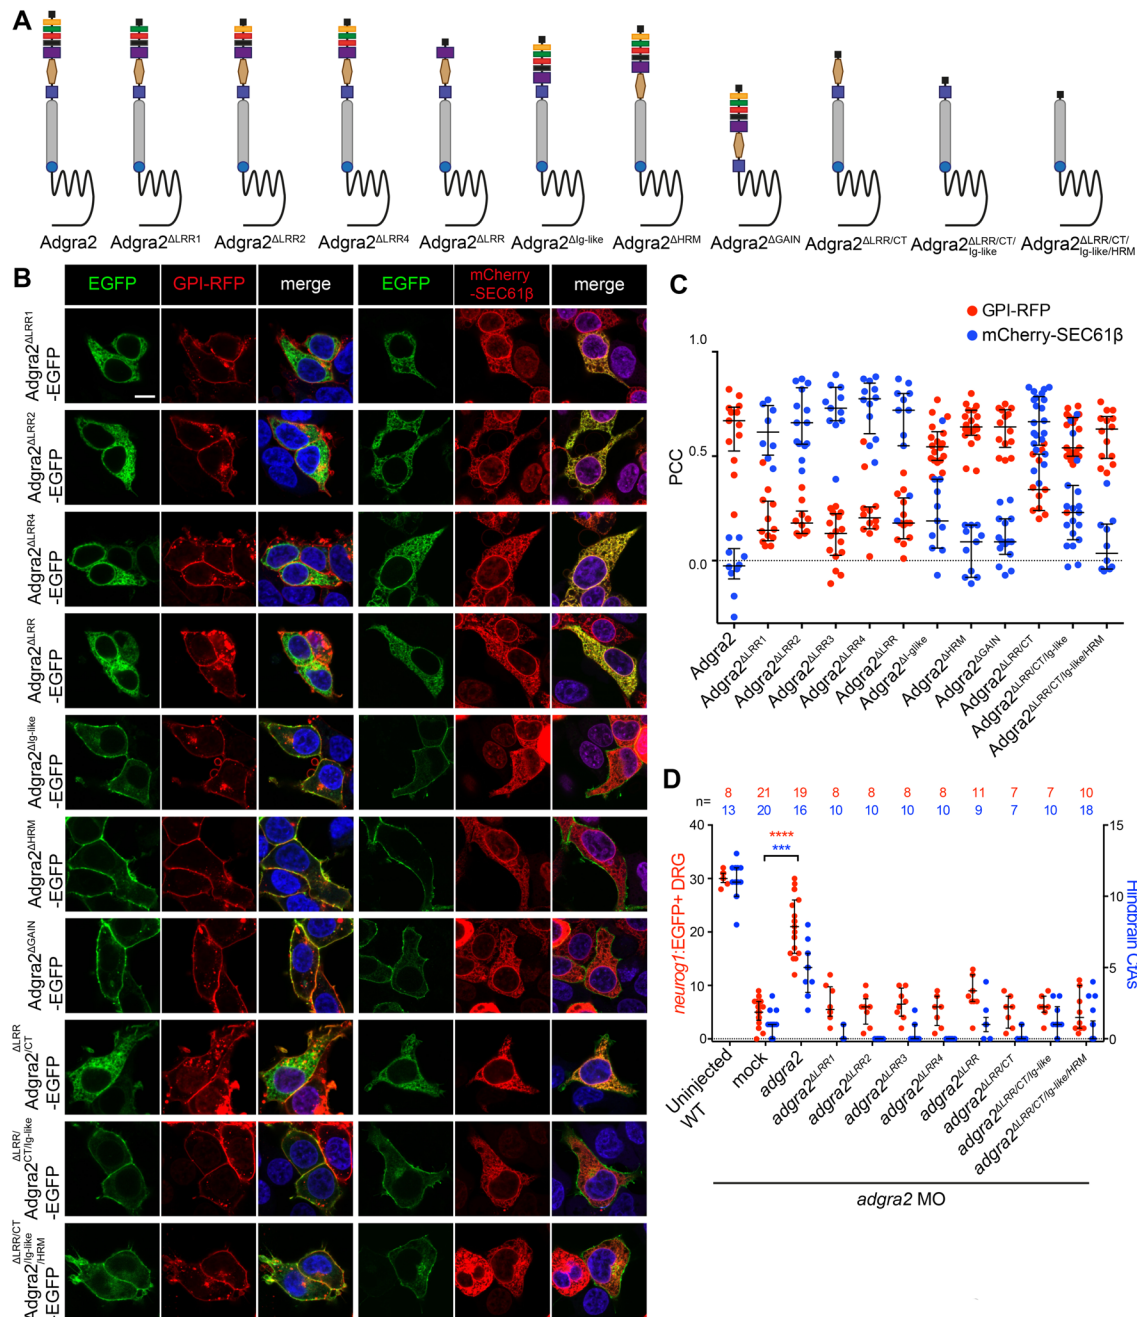 A
Adgra2
Adgra2ΔLRR1
Adgra2ΔLRR2
Adgra2ΔLRR4
Adgra2ΔLRR
Adgra2ΔIg-like
Adgra2ΔHRM
Adgra2ΔGAIN
Adgra2ΔLRR/CT
Adgra2ΔLRR/CT/
Ig-like
Adgra2ΔLRR/CT/
Ig-like/HRM
B
EGFP
GPI-RFP
merge
EGFP
mCherry
-SEC61β
merge
Adgra2ΔLRR1
-EGFP
Adgra2ΔLRR2
-EGFP
Adgra2ΔLRR4
-EGFP
Adgra2ΔLRR
-EGFP
Adgra2ΔIg-like
-EGFP
Adgra2ΔHRM
-EGFP
Adgra2ΔGAIN
-EGFP
Adgra2ΔLRR
/CT
-EGFP
Adgra2ΔLRR/
CT/Ig-like
-EGFP
Adgra2ΔLRR/CT
/Ig-like
/HRM
-EGFP
C
GPI-RFP
mCherry-SEC61β
1.0
0.5
0.0
PCC
Adgra2
Adgra2ΔLRR1
Adgra2ΔLRR2
Adgra2ΔLRR3
Adgra2ΔLRR4
Adgra2ΔLRR
Adgra2ΔI-glike
Adgra2ΔHRM
Adgra2ΔGAIN
Adgra2ΔLRR/CT
Adgra2ΔLRR/CT/Ig-like
Adgra2ΔLRR/CT/Ig-like/HRM
D
8 21 19 8 8 8 8 11 7 7 10
n=
13 20 16 10 10 10 10 9 7 10 18
40
30
20
10
0
neurog1:EGFP+ DRG
****
***
15
10
5
0
Hindbrain CtAs
Uninjected
WT
mock
adgra2
adgra2ΔLRR1
adgra2ΔLRR2
adgra2ΔLRR3
adgra2ΔLRR4
adgra2ΔLRR
adgra2ΔLRR/CT
adgra2ΔLRR/CT/Ig-like
adgra2ΔLRR/CT/Ig-like/HRM
adgra2 MO